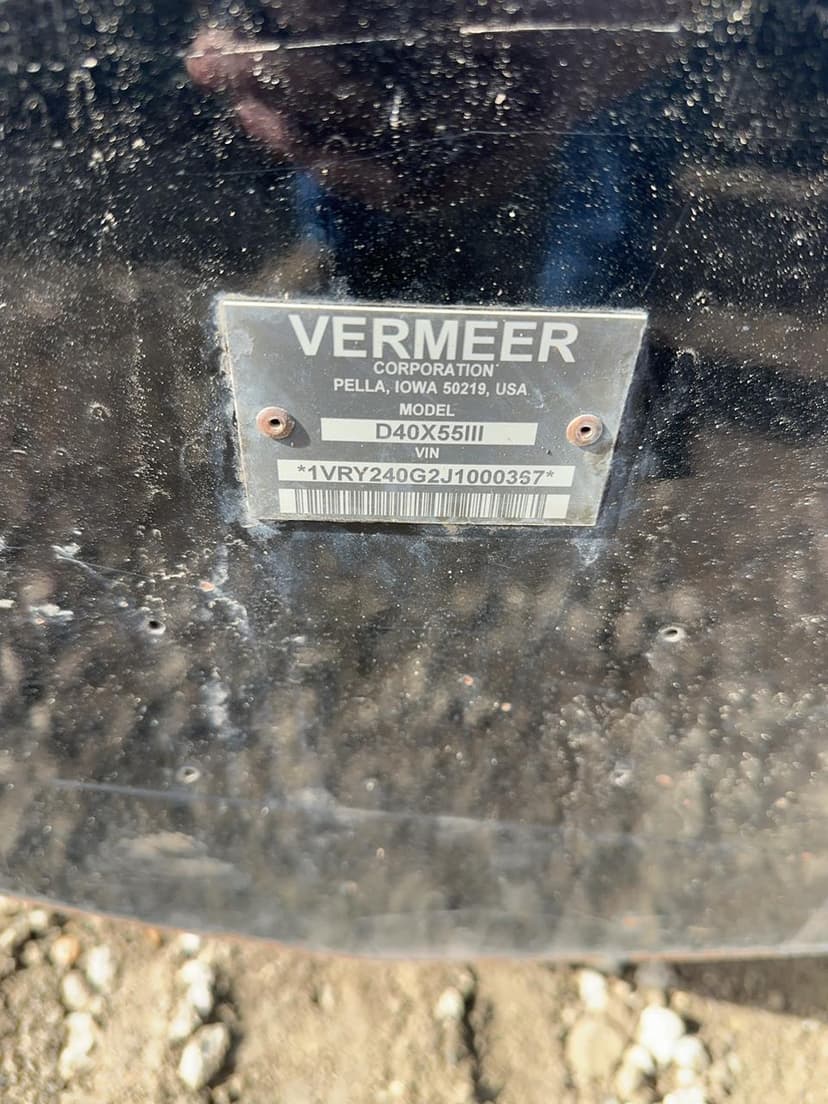 VERMEER
CORPORATION
PELLA, IOWA 50219, USA
MODEL
D40X55III
VIN
*1VRY240G2J1000367*